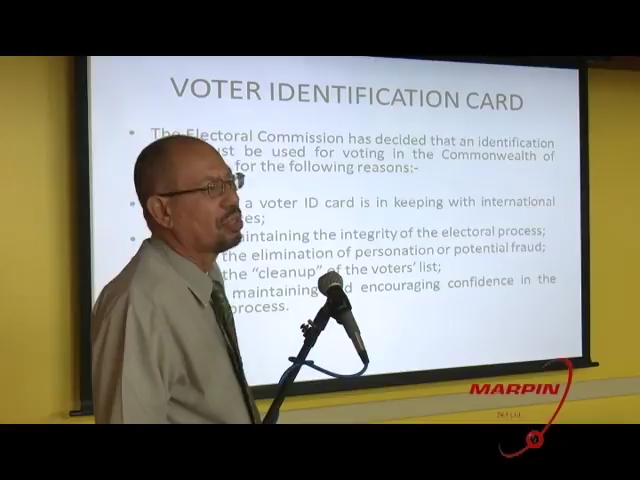 VOTER IDENTIFICATION CARD
• The Electoral Commission has decided that an identification
must be used for voting in the Commonwealth of
for the following reasons:-
a voter ID card is in keeping with international
maintaining the integrity of the electoral process;
the elimination of personation or potential fraud;
the "cleanup" of the voters' list;
maintaining and encouraging confidence in the
process.
MARPIN